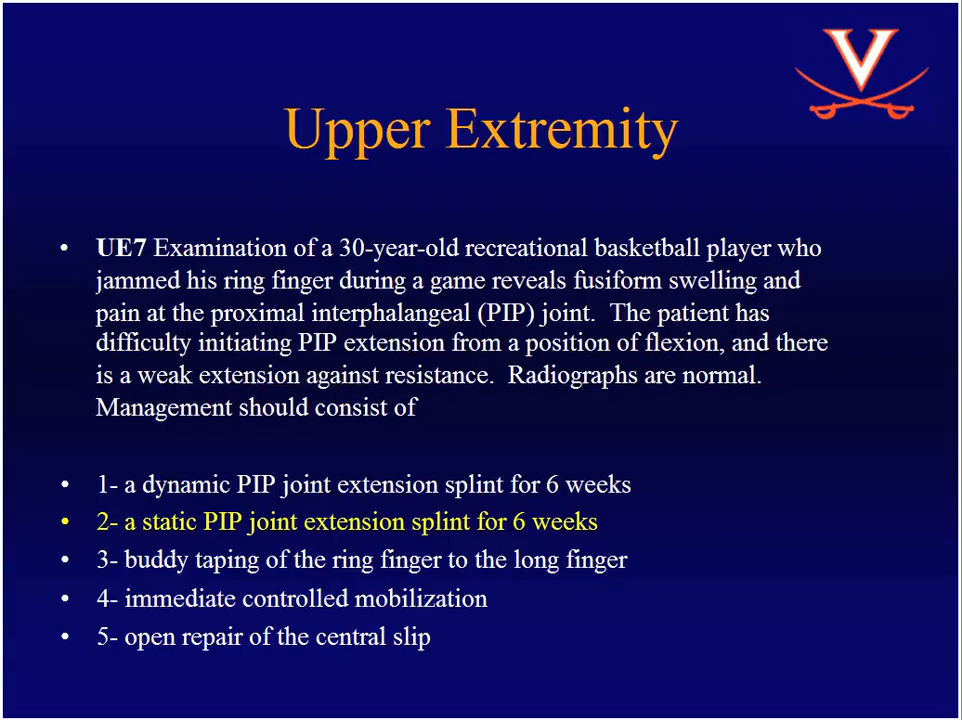 V
Upper Extremity
• UE7 Examination of a 30-year-old recreational basketball player who
jammed his ring finger during a game reveals fusiform swelling and
pain at the proximal interphalangeal (PIP) joint. The patient has
difficulty initiating PIP extension from a position of flexion, and there
is a weak extension against resistance. Radiographs are normal.
Management should consist of
• 1- a dynamic PIP joint extension splint for 6 weeks
• 2- a static PIP joint extension splint for 6 weeks
• 3- buddy taping of the ring finger to the long finger
• 4- immediate controlled mobilization
• 5- open repair of the central slip